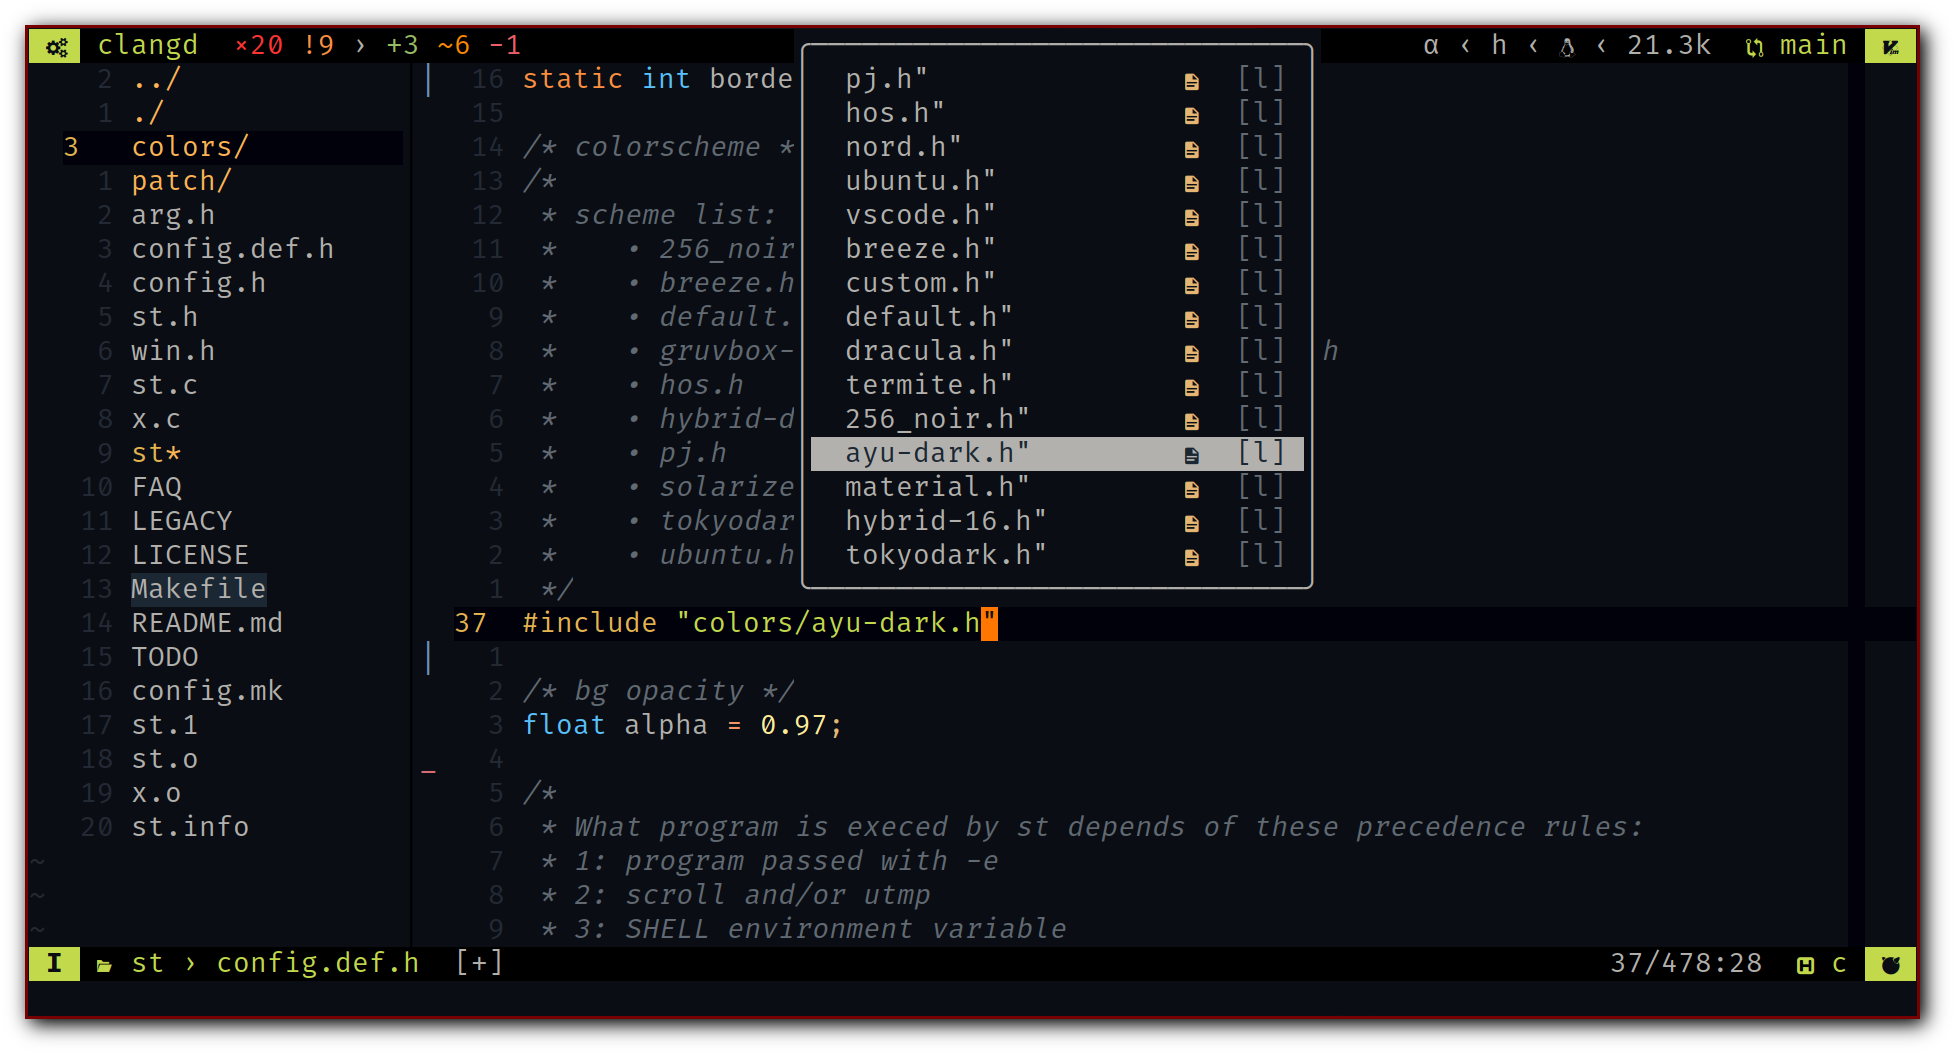 clangd ×20 !9 › +3 ~6 -1
α ‹ h ‹ ‹ 21.3k main
2 ../
1 ./
3 colors/
1 patch/
2 arg.h
3 config.def.h
4 config.h
5 st.h
6 win.h
7 st.c
8 x.c
9 st*
10 FAQ
11 LEGACY
12 LICENSE
13 Makefile
14 README.md
15 TODO
16 config.mk
17 st.1
18 st.o
19 x.o
20 st.info
~
~
~
16 static int borde
15
14 /* colorscheme *
13 /*
12 * scheme list:
11 * • 256_noir
10 * • breeze.h
9 * • default.
8 * • gruvbox- h
7 * • hos.h
6 * • hybrid-d
5 * • pj.h
4 * • solarize
3 * • tokyodar
2 * • ubuntu.h
1 */
37 #include "colors/ayu-dark.h"
1
2 /* bg opacity */
3 float alpha = 0.97;
4
5 /*
6 * What program is execed by st depends of these precedence rules:
7 * 1: program passed with -e
8 * 2: scroll and/or utmp
9 * 3: SHELL environment variable
pj.h" [l]
hos.h" [l]
nord.h" [l]
ubuntu.h" [l]
vscode.h" [l]
breeze.h" [l]
custom.h" [l]
default.h" [l]
dracula.h" [l]
termite.h" [l]
256_noir.h" [l]
ayu-dark.h" [l]
material.h" [l]
hybrid-16.h" [l]
tokyodark.h" [l]
I st › config.def.h [+]
37/478:28 H c